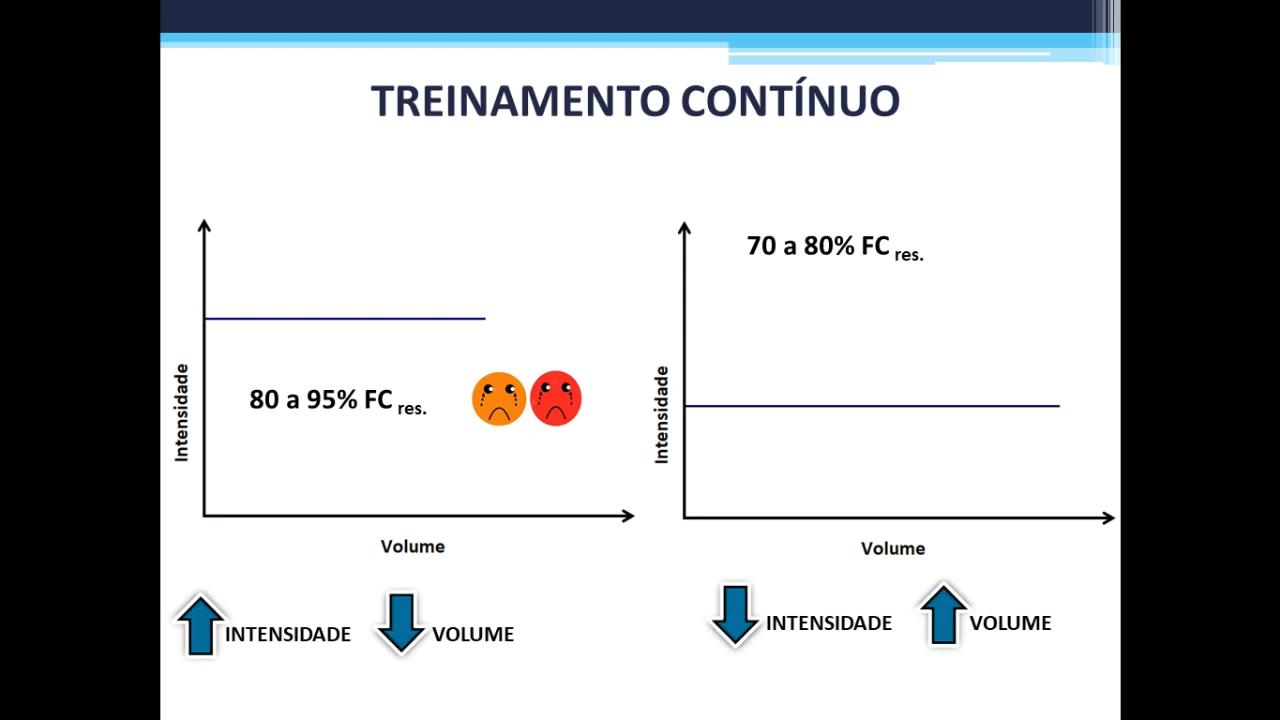 TREINAMENTO CONTÍNUO
Intensidade
80 a 95% FC res.
Volume
INTENSIDADE
VOLUME
70 a 80% FC res.
Intensidade
Volume
INTENSIDADE
VOLUME